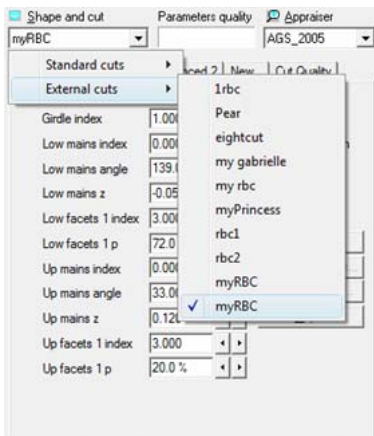 Shape and cut Parameters quality Appraiser
myRBC AGS_2005
Standard cuts
External cuts
2 New Cut Quality
1rbc
Pear
eightcut
my gabrielle
my rbc
myPrincess
rbc1
rbc2
myRBC
myRBC
Girdle index 1.000
Low mains index 0.000
Low mains angle 139.0
Low mains z -0.05
Low facets 1 index 3.000
Low facets 1 p 72.0
Up mains index 0.000
Up mains angle 33.00
Up mains z 0.120
Up facets 1 index 3.000
Up facets 1 p 20.0 %